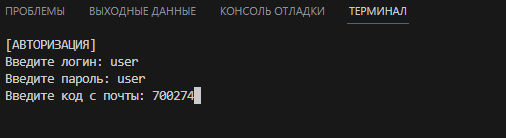 ПРОБЛЕМЫ ВЫХОДНЫЕ ДАННЫЕ КОНСОЛЬ ОТЛАДКИ ТЕРМИНАЛ
[АВТОРИЗАЦИЯ]
Введите логин: user
Введите пароль: user
Введите код с почты: 700274